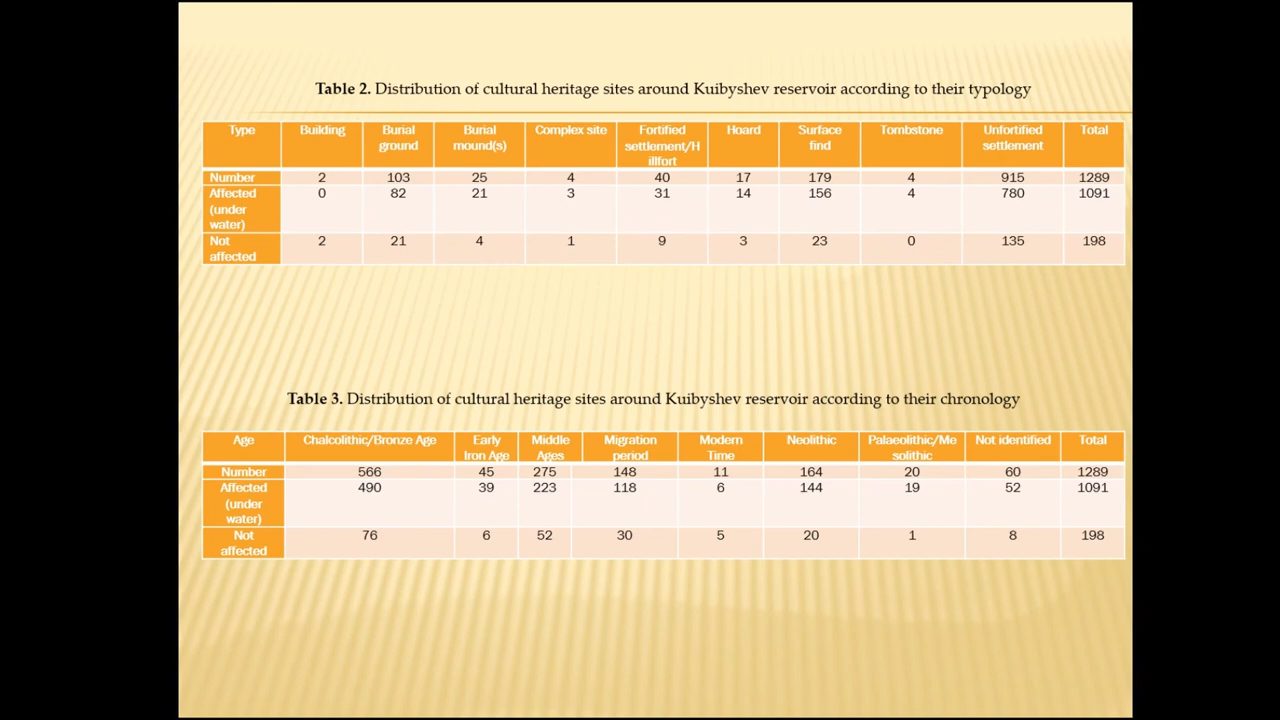 Table 2. Distribution of cultural heritage sites around Kuibyshev reservoir according to their typology
Type Building Burial ground Burial mound(s) Complex site Fortified settlement/Hillfort Hoard Surface find Tombstone Unfortified settlement Total
Number 2 103 25 4 40 17 179 4 915 1289
Affected (under water) 0 82 21 3 31 14 156 4 780 1091
Not affected 2 21 4 1 9 3 23 0 135 198
Table 3. Distribution of cultural heritage sites around Kuibyshev reservoir according to their chronology
Age Chalcolithic/Bronze Age Early Iron Age Middle Ages Migration period Modern Time Neolithic Palaeolithic/Mesolithic Not identified Total
Number 566 45 275 148 11 164 20 60 1289
Affected (under water) 490 39 223 118 6 144 19 52 1091
Not affected 76 6 52 30 5 20 1 8 198